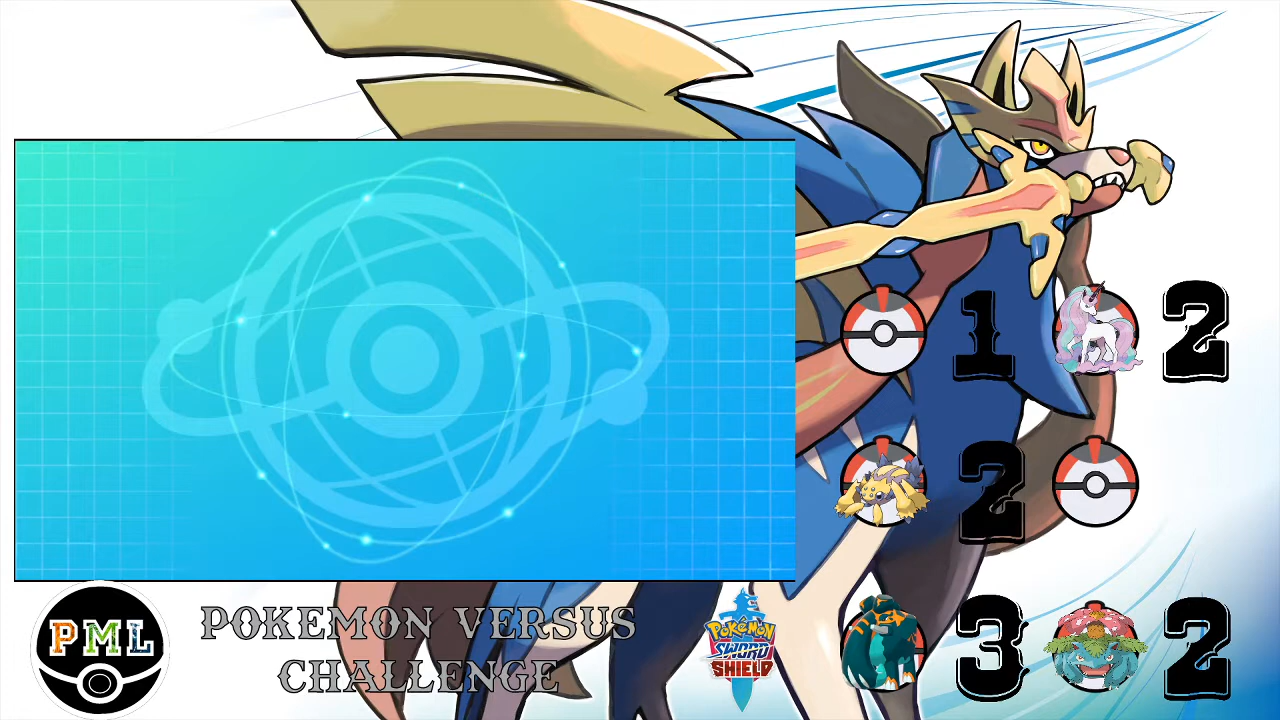 1 2
2
3 2
PML
POKEMON VERSUS
CHALLENGE
POKéMON
SWORD
SHIELD